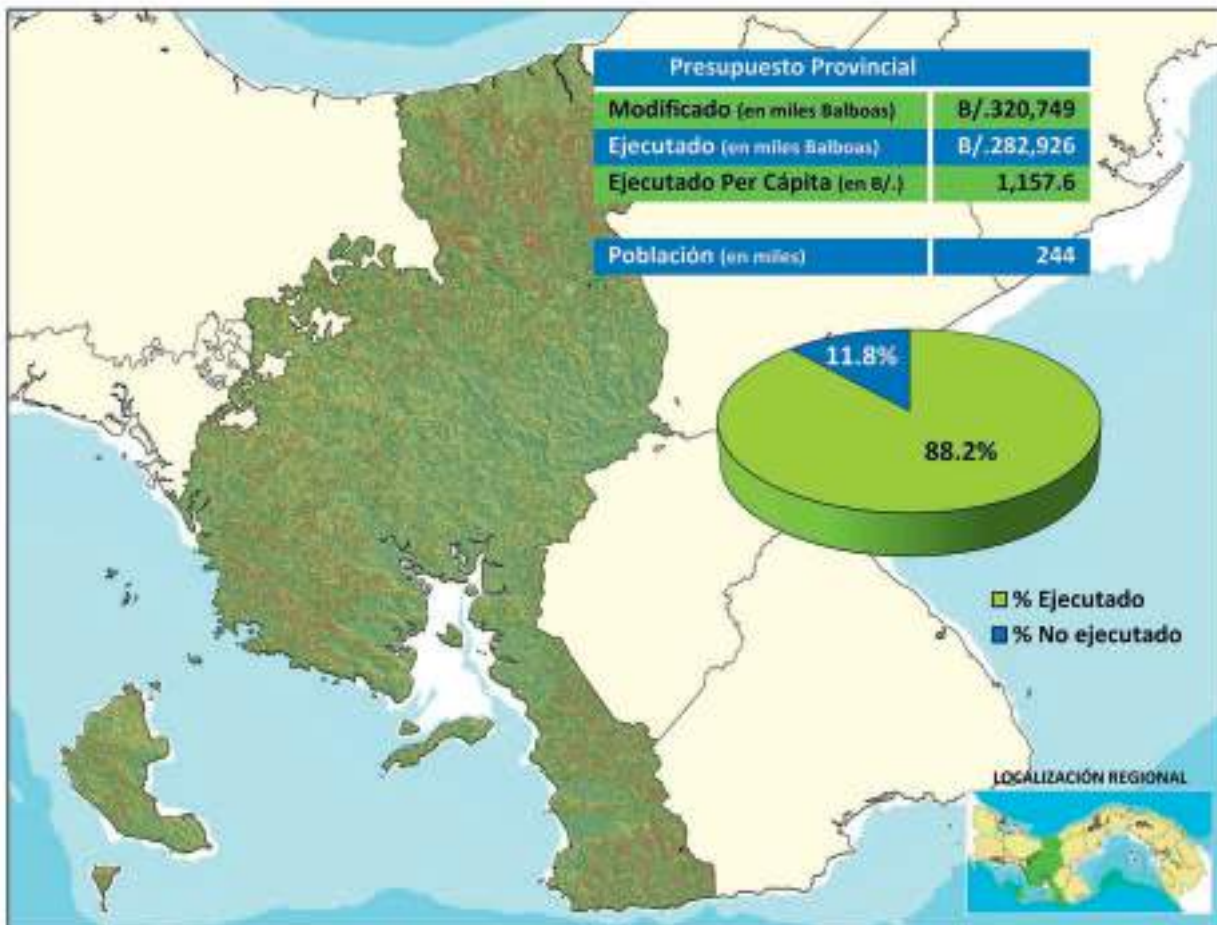 Presupuesto Provincial
Modificado (en miles Balboas) B/.320,749
Ejecutado (en miles Balboas) B/.282,926
Ejecutado Per Cápita (en B/.) 1,157.6
Población (en miles) 244
11.8%
88.2%
% Ejecutado
% No ejecutado
LOCALIZACIÓN REGIONAL